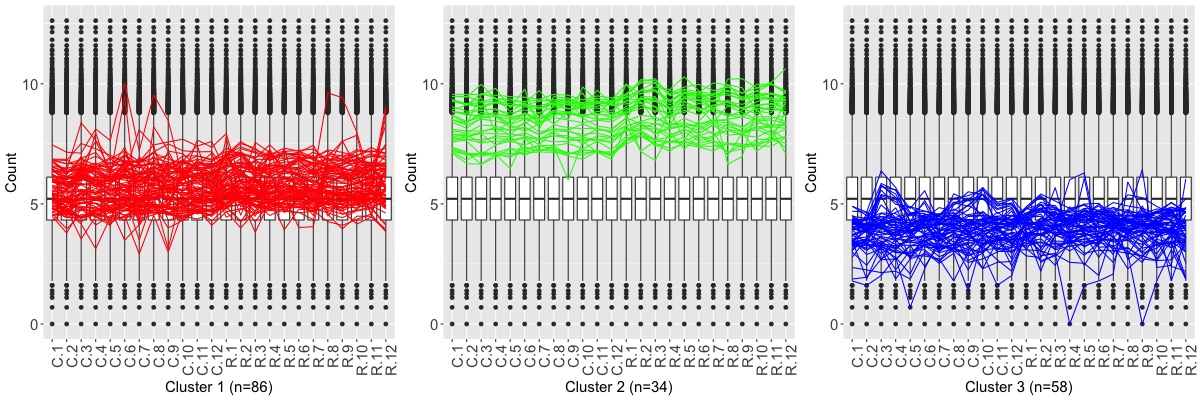 Count
10
5
0
C.1 C.2 C.3 C.4 C.5 C.6 C.7 C.8 C.9 C.10 C.11 C.12 R.1 R.2 R.3 R.4 R.5 R.6 R.7 R.8 R.9 R.10 R.11 R.12
Cluster 1 (n=86)
Count
10
5
0
C.1 C.2 C.3 C.4 C.5 C.6 C.7 C.8 C.9 C.10 C.11 C.12 R.1 R.2 R.3 R.4 R.5 R.6 R.7 R.8 R.9 R.10 R.11 R.12
Cluster 2 (n=34)
Count
10
5
0
C.1 C.2 C.3 C.4 C.5 C.6 C.7 C.8 C.9 C.10 C.11 C.12 R.1 R.2 R.3 R.4 R.5 R.6 R.7 R.8 R.9 R.10 R.11 R.12
Cluster 3 (n=58)